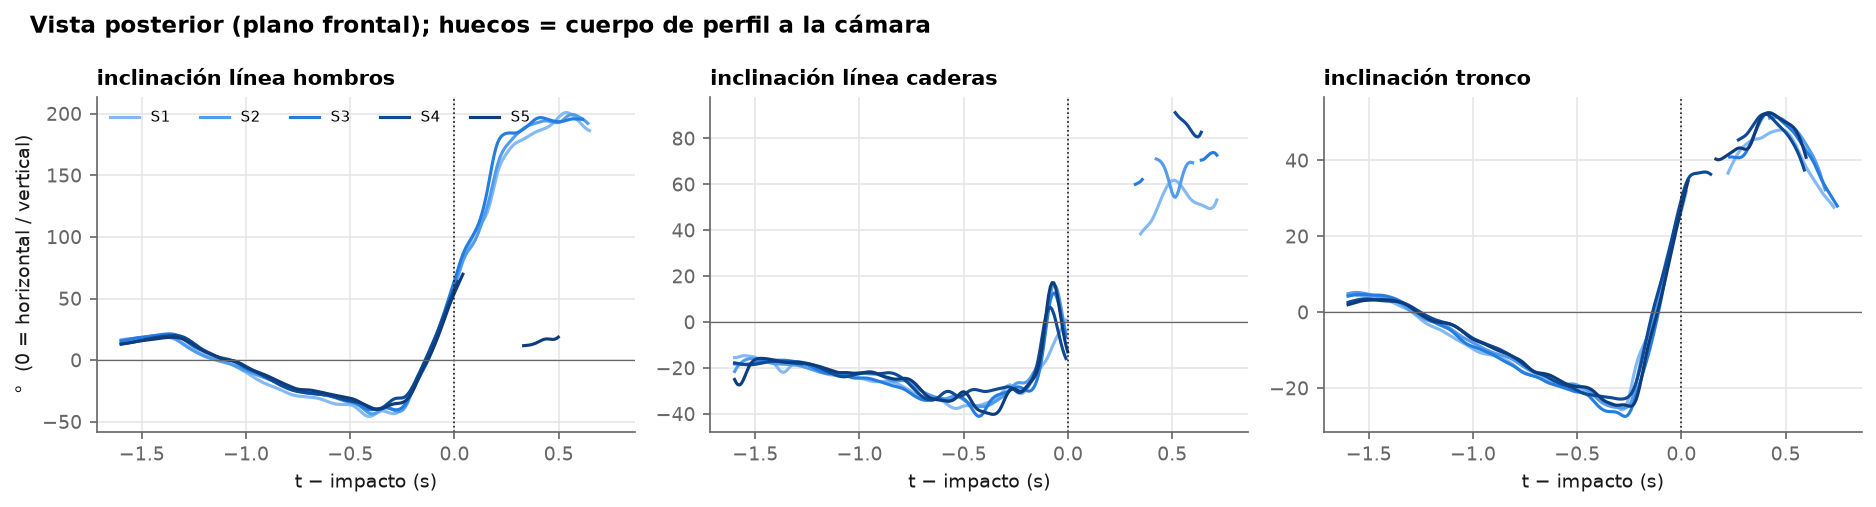 Vista posterior (plano frontal); huecos = cuerpo de perfil a la cámara
inclinación línea hombros
° (0 = horizontal / vertical)
200
150
100
50
0
−50
S1 S2 S3 S4 S5
−1.5 −1.0 −0.5 0.0 0.5
t − impacto (s)
inclinación línea caderas
80
60
40
20
0
−20
−40
−1.5 −1.0 −0.5 0.0 0.5
t − impacto (s)
inclinación tronco
40
20
0
−20
−1.5 −1.0 −0.5 0.0 0.5
t − impacto (s)